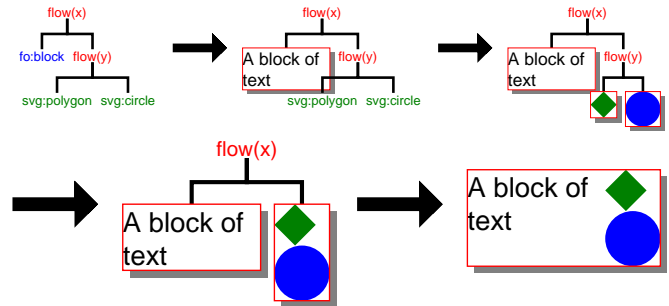 flow(x)
fo:block
flow(y)
svg:polygon
svg:circle
flow(x)
A block of
text
flow(y)
svg:polygon
svg:circle
flow(x)
A block of
text
flow(y)
flow(x)
A block of
text
A block of
text